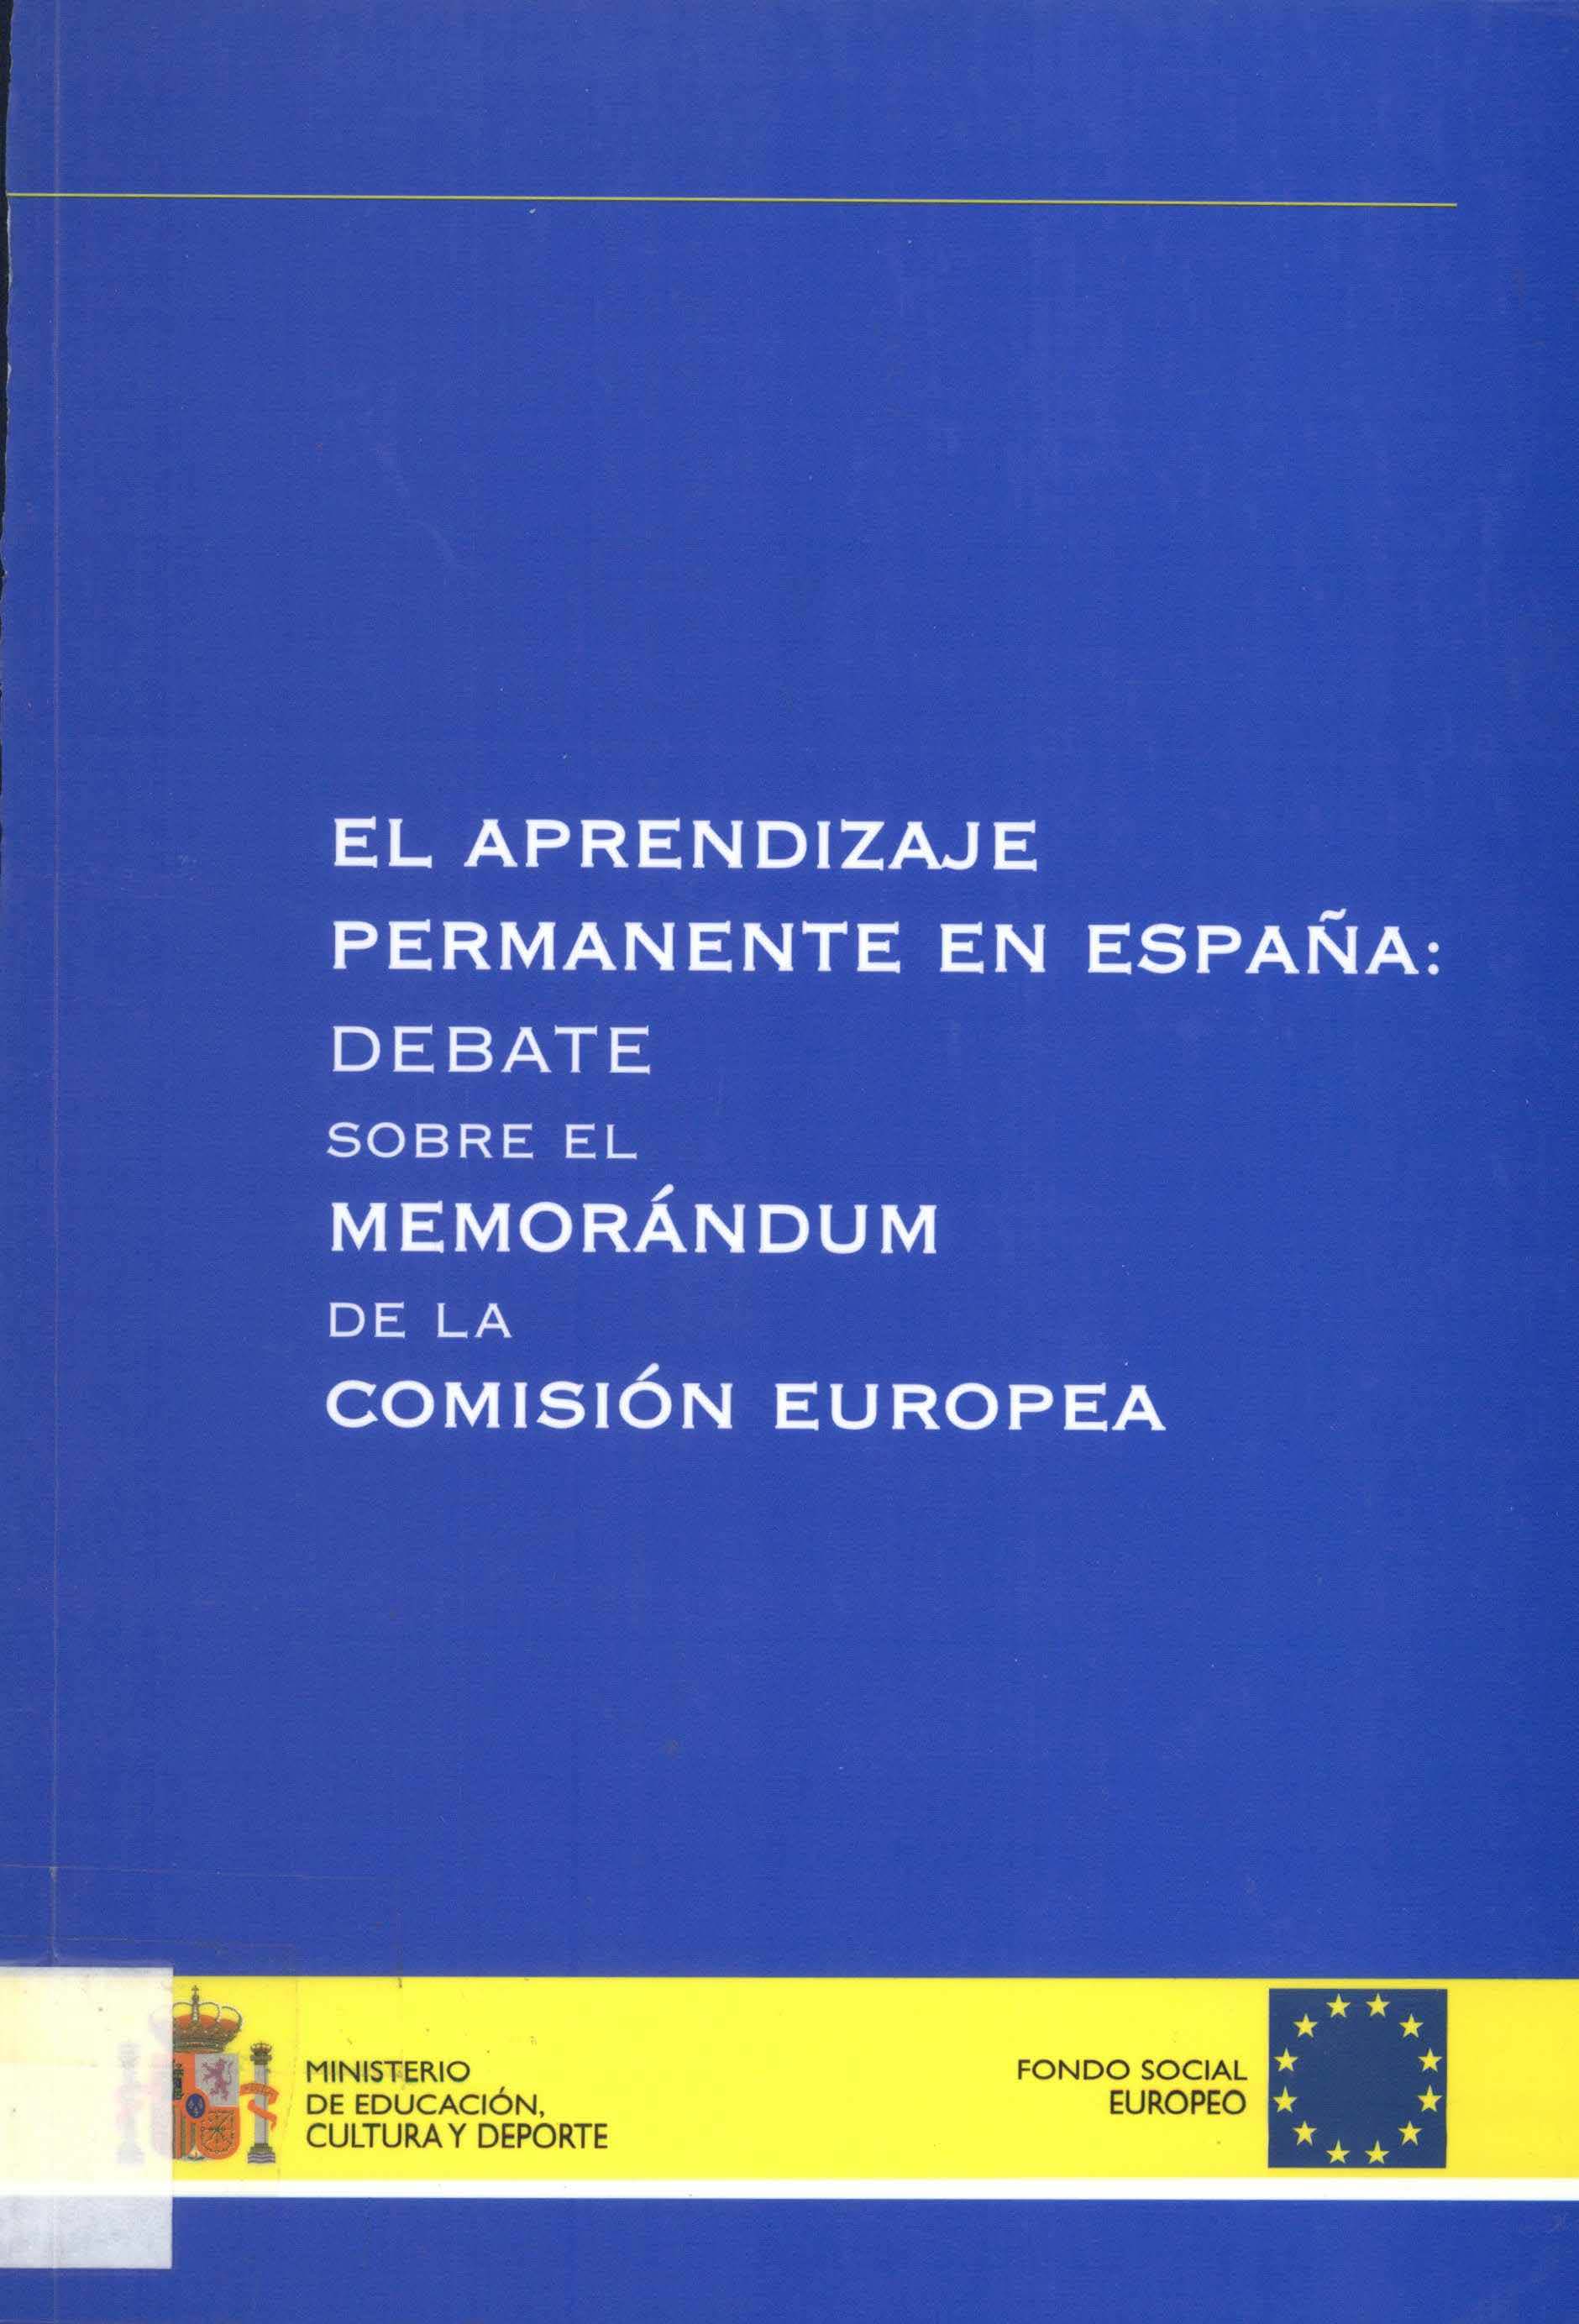 EL APRENDIZAJE
PERMANENTE EN ESPAÑA:
DEBATE
SOBRE EL
MEMORÁNDUM
DE LA
COMISIÓN EUROPEA
MINISTERIO
DE EDUCACIÓN,
CULTURA Y DEPORTE
FONDO SOCIAL
EUROPEO